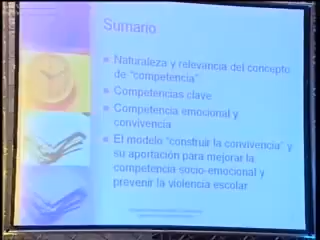 Sumario
Naturaleza y relevancia del concepto
de "competencia"
Competencias clave
Competencia emocional y
convivencia
El modelo "construir la convivencia" y
su aportación para mejorar la
competencia socio-emocional y
prevenir la violencia escolar